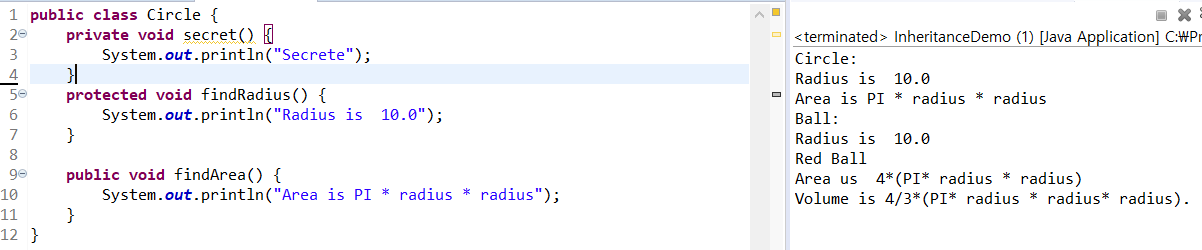 1 public class Circle {
2 private void secret() {
3 System.out.println("Secrete");
4 }
5 protected void findRadius() {
6 System.out.println("Radius is  10.0");
7 }
8
9 public void findArea() {
10 System.out.println("Area is PI * radius * radius");
11 }
12 }
<terminated> InheritanceDemo (1) [Java Application] C:₩Pr
Circle:
Radius is  10.0
Area is PI * radius * radius
Ball:
Radius is  10.0
Red Ball
Area us  4*(PI* radius * radius)
Volume is 4/3*(PI* radius * radius* radius).